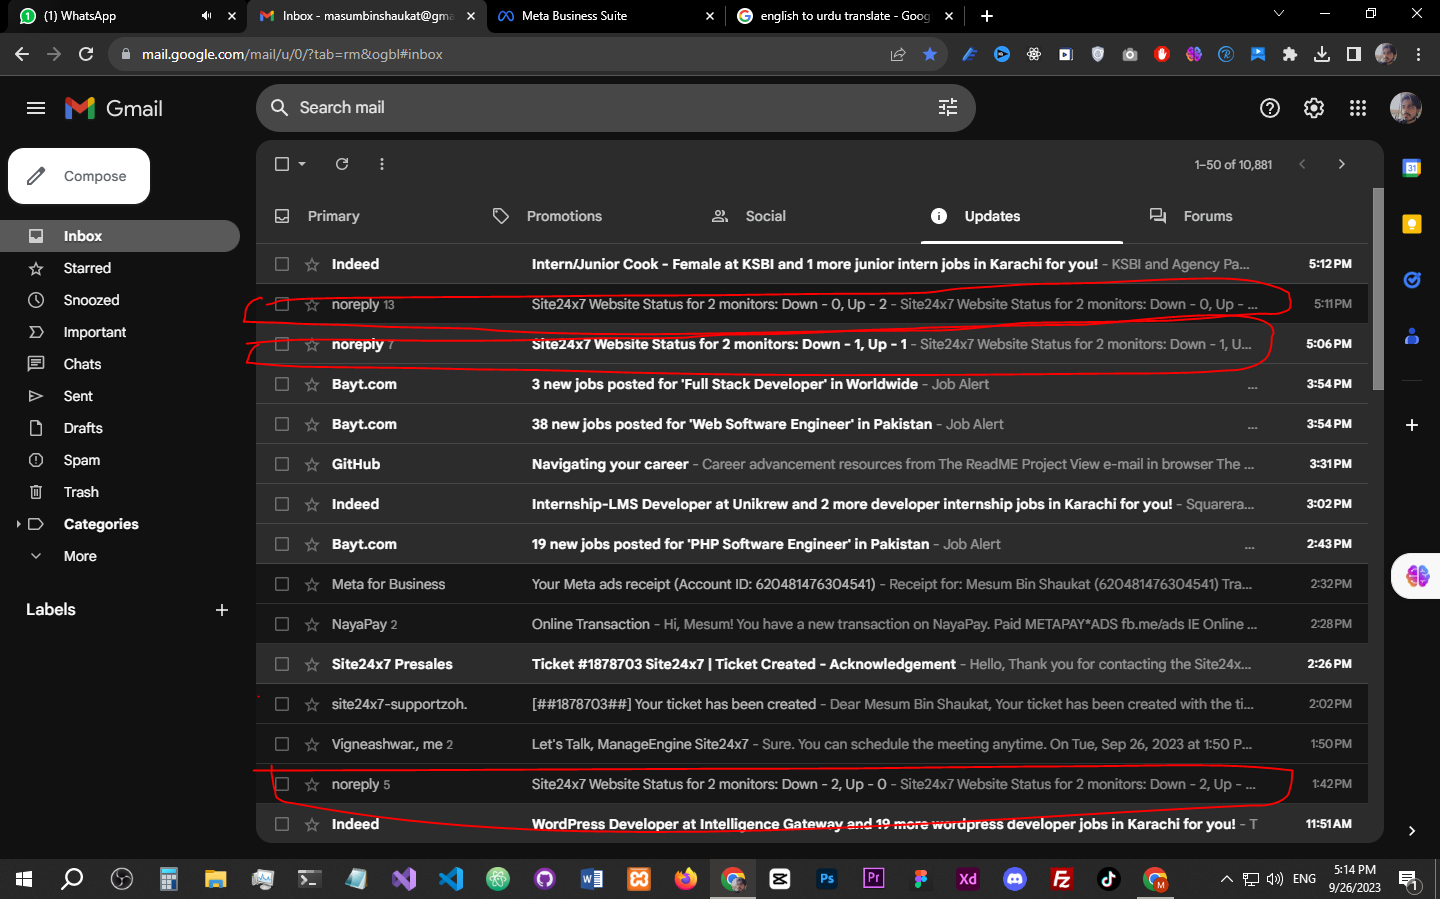 (1) WhatsApp
Inbox - masumbinshaukat@gma
Meta Business Suite
english to urdu translate - Goog
mail.google.com/mail/u/0/?tab=rm&ogbl#inbox
Gmail
Search mail
Compose
1–50 of 10,881
Inbox
Starred
Snoozed
Important
Chats
Sent
Drafts
Spam
Trash
Categories
More
Labels
Primary
Promotions
Social
Updates
Forums
Indeed Intern/Junior Cook - Female at KSBI and 1 more junior intern jobs in Karachi for you! - KSBI and Agency Pa... 5:12 PM
noreply 13 Site24x7 Website Status for 2 monitors: Down - 0, Up - 2 - Site24x7 Website Status for 2 monitors: Down - 0, Up - ... 5:11 PM
noreply 7 Site24x7 Website Status for 2 monitors: Down - 1, Up - 1 - Site24x7 Website Status for 2 monitors: Down - 1, U... 5:06 PM
Bayt.com 3 new jobs posted for 'Full Stack Developer' in Worldwide - Job Alert ... 3:54 PM
Bayt.com 38 new jobs posted for 'Web Software Engineer' in Pakistan - Job Alert ... 3:54 PM
GitHub Navigating your career - Career advancement resources from The ReadME Project View e-mail in browser The ... 3:31 PM
Indeed Internship-LMS Developer at Unikrew and 2 more developer internship jobs in Karachi for you! - Squarera... 3:02 PM
Bayt.com 19 new jobs posted for 'PHP Software Engineer' in Pakistan - Job Alert ... 2:43 PM
Meta for Business Your Meta ads receipt (Account ID: 620481476304541) - Receipt for: Mesum Bin Shaukat (620481476304541) Tra... 2:32 PM
NayaPay 2 Online Transaction - Hi, Mesum! You have a new transaction on NayaPay. Paid METAPAY*ADS fb.me/ads IE Online ... 2:28 PM
Site24x7 Presales Ticket #1878703 Site24x7 | Ticket Created - Acknowledgement - Hello, Thank you for contacting the Site24x... 2:26 PM
site24x7-supportzoh. [##1878703##] Your ticket has been created - Dear Mesum Bin Shaukat, Your ticket has been created with the ti... 2:02 PM
Vigneashwar., me 2 Let's Talk, ManageEngine Site24x7 - Sure. You can schedule the meeting anytime. On Tue, Sep 26, 2023 at 1:50 P... 1:50 PM
noreply 5 Site24x7 Website Status for 2 monitors: Down - 2, Up - 0 - Site24x7 Website Status for 2 monitors: Down - 2, Up - ... 1:42 PM
Indeed WordPress Developer at Intelligence Gateway and 19 more wordpress developer jobs in Karachi for you! - T 11:51 AM
31
Ps
Pr
Xd
Fz
M
ENG
5:14 PM
9/26/2023
1